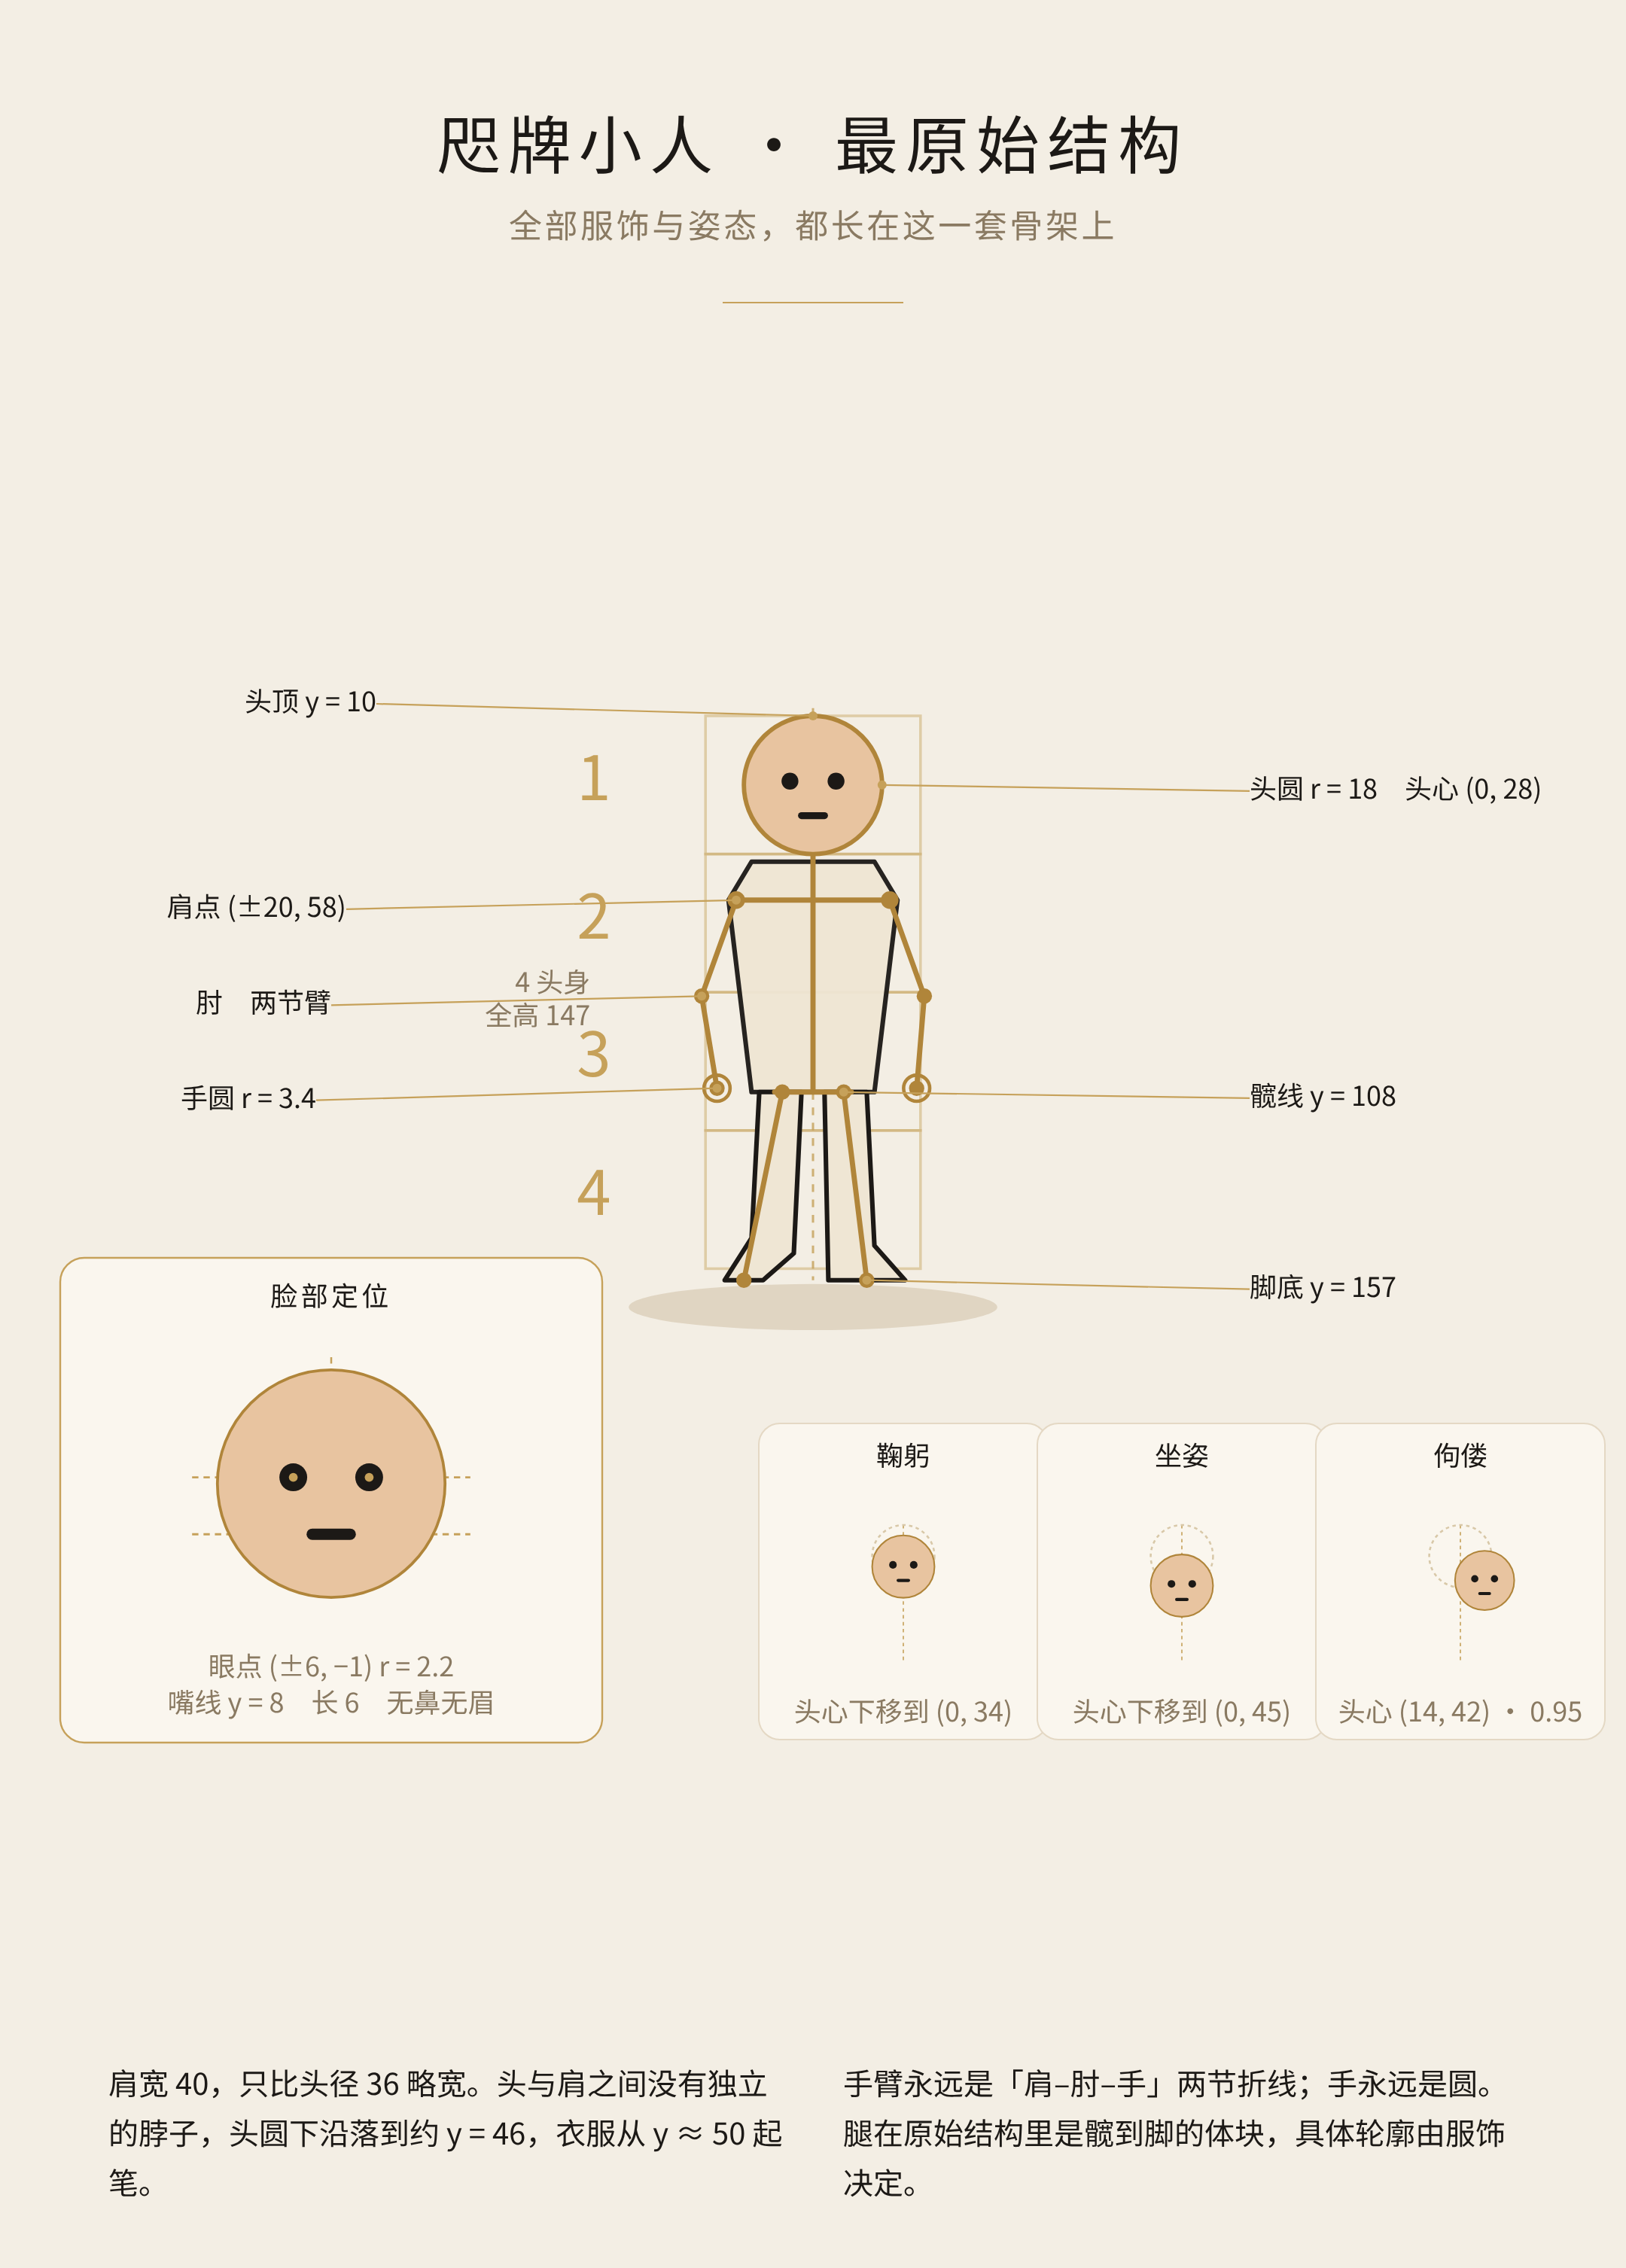 咫牌小人 · 最原始结构
全部服饰与姿态，都长在这一套骨架上
头顶 y = 10
1
头圆 r = 18　头心 (0, 28)
肩点 (±20, 58)
2
4 头身
肘　两节臂
全高 147
3
手圆 r = 3.4
髋线 y = 108
4
脚底 y = 157
脸部定位
眼点 (±6, −1) r = 2.2
嘴线 y = 8　长 6　无鼻无眉
鞠躬
头心下移到 (0, 34)
坐姿
头心下移到 (0, 45)
佝偻
头心 (14, 42) · 0.95
肩宽 40，只比头径 36 略宽。头与肩之间没有独立
的脖子，头圆下沿落到约 y = 46，衣服从 y ≈ 50 起
笔。
手臂永远是「肩–肘–手」两节折线；手永远是圆。
腿在原始结构里是髋到脚的体块，具体轮廓由服饰
决定。